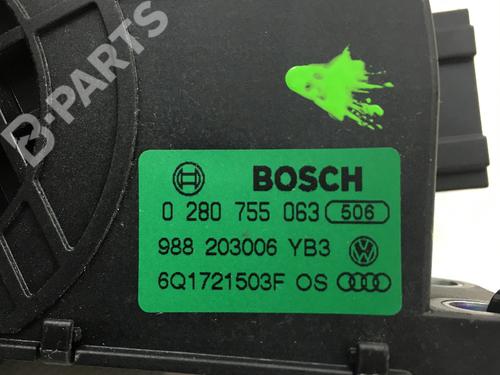 B-PARTS
BOSCH
0 280 755 063 506
988 203006 YB3
6Q1721503F OS